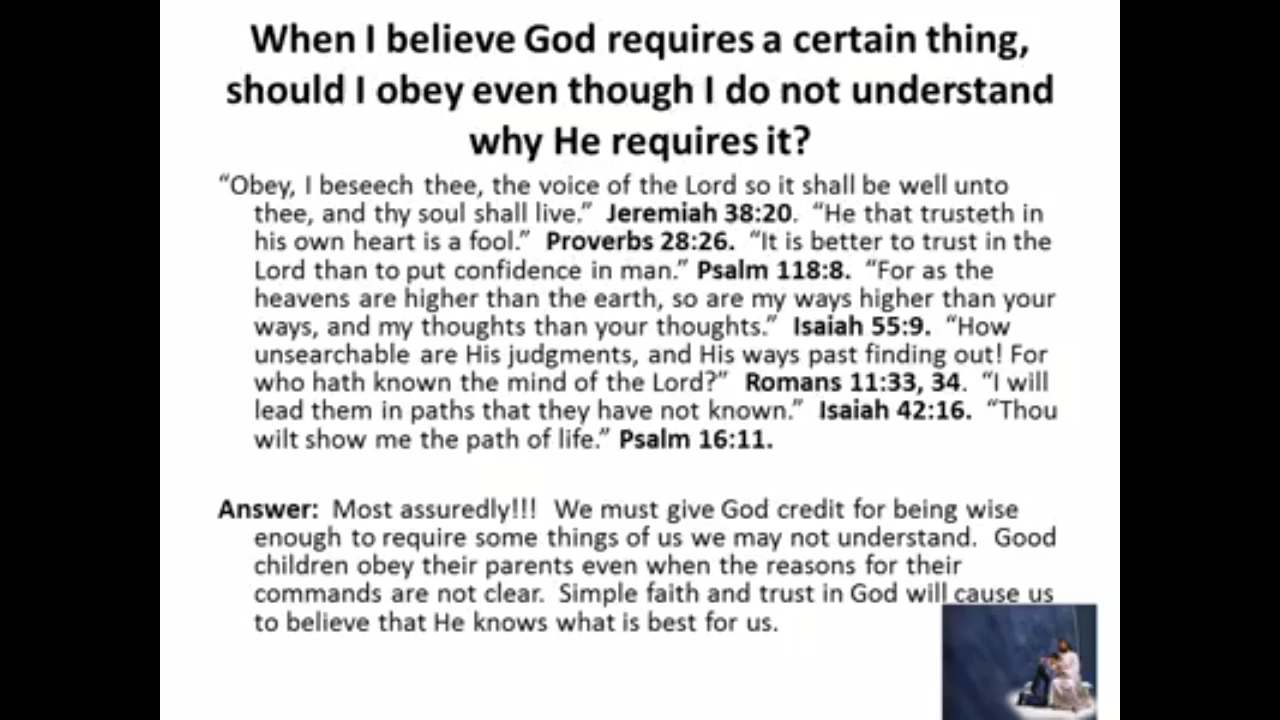 When I believe God requires a certain thing,
should I obey even though I do not understand
why He requires it?
“Obey, I beseech thee, the voice of the Lord so it shall be well unto
thee, and thy soul shall live.” Jeremiah 38:20. “He that trusteth in
his own heart is a fool.” Proverbs 28:26. “It is better to trust in the
Lord than to put confidence in man.” Psalm 118:8. “For as the
heavens are higher than the earth, so are my ways higher than your
ways, and my thoughts than your thoughts.” Isaiah 55:9. “How
unsearchable are His judgments, and His ways past finding out! For
who hath known the mind of the Lord?” Romans 11:33, 34. “I will
lead them in paths that they have not known.” Isaiah 42:16. “Thou
wilt show me the path of life.” Psalm 16:11.
Answer: Most assuredly!!! We must give God credit for being wise
enough to require some things of us we may not understand. Good
children obey their parents even when the reasons for their
commands are not clear. Simple faith and trust in God will cause us
to believe that He knows what is best for us.